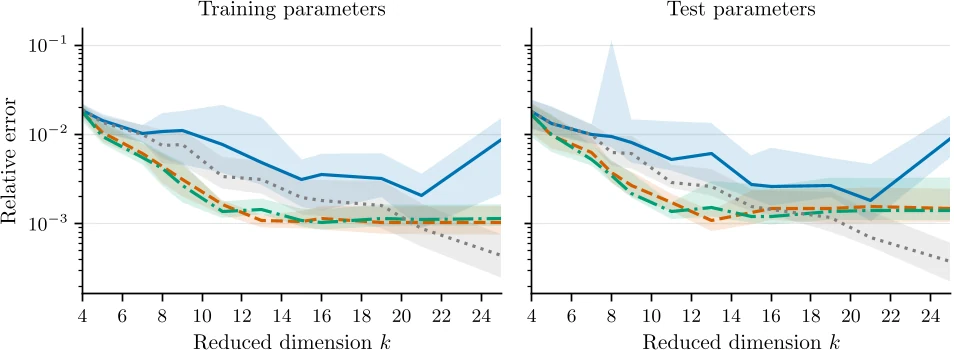 Training parameters
Test parameters
Relative error
10⁻¹
10⁻²
10⁻³
4 6 8 10 12 14 16 18 20 22 24
4 6 8 10 12 14 16 18 20 22 24
Reduced dimension k
Reduced dimension k